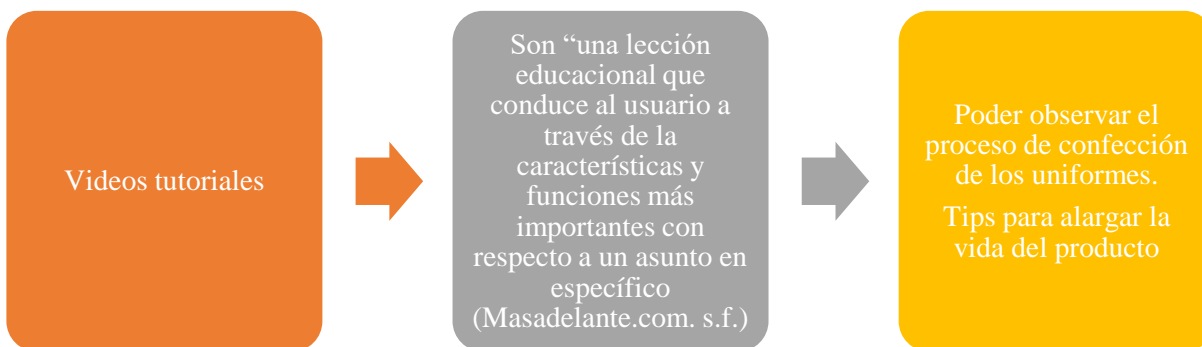 Videos tutoriales
Son “una lección
educacional que
conduce al usuario a
través de la
características y
funciones más
importantes con
respecto a un asunto en
específico
(Masadelante.com. s.f.)
Poder observar el
proceso de confección
de los uniformes.
Tips para alargar la
vida del producto